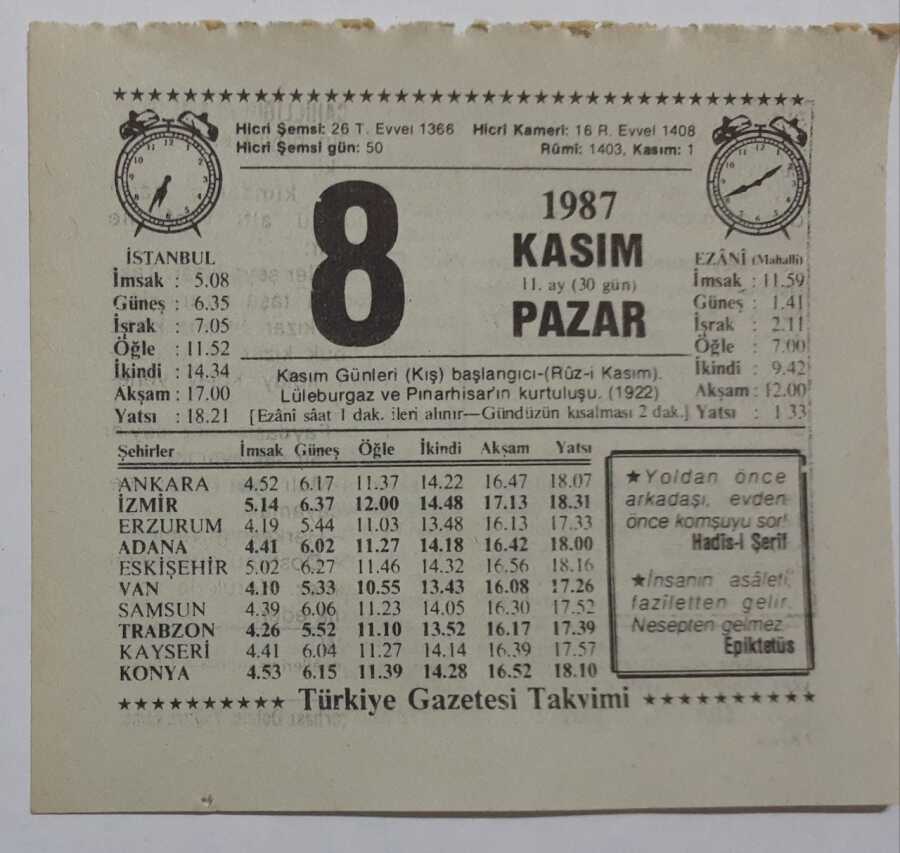 Hicrî Şemsî: 26 T. Evvel 1366 Hicrî Kamerî: 16 R. Evvel 1408
Hicrî Şemsî gün: 50 Rûmî: 1403, Kasım: 1
8
1987
KASIM
11. ay (30 gün)
PAZAR
İSTANBUL
İmsak : 5.08
Güneş : 6.35
İşrak : 7.05
Öğle : 11.52
İkindi : 14.34
Akşam : 17.00
Yatsı : 18.21
EZÂNÎ (Mahallî)
İmsak : 11.59
Güneş : 1.41
İşrak : 2.11
Öğle : 7.00
İkindi : 9.42
Akşam : 12.00
Yatsı : 1.33
Kasım Günleri (Kış) başlangıcı-(Rûz-i Kasım).
Lüleburgaz ve Pınarhisar'ın kurtuluşu. (1922)
[Ezânî sâat 1 dak. ileri alınır—Gündüzün kısalması 2 dak.]
Şehirler İmsak Güneş Öğle İkindi Akşam Yatsı
ANKARA 4.52 6.17 11.37 14.22 16.47 18.07
İZMİR 5.14 6.37 12.00 14.48 17.13 18.31
ERZURUM 4.19 5.44 11.03 13.48 16.13 17.33
ADANA 4.41 6.02 11.27 14.18 16.42 18.00
ESKİŞEHİR 5.02 6.27 11.46 14.32 16.56 18.16
VAN 4.10 5.33 10.55 13.43 16.08 17.26
SAMSUN 4.39 6.06 11.23 14.05 16.30 17.52
TRABZON 4.26 5.52 11.10 13.52 16.17 17.39
KAYSERİ 4.41 6.04 11.27 14.14 16.39 17.57
KONYA 4.53 6.15 11.39 14.28 16.52 18.10
★Yoldan önce
arkadaşı, evden
önce komşuyu sor!
Hadîs-i Şerîf
★İnsanın asâleti,
fazîletten gelir.
Nesepten gelmez.
Epiktetüs
Türkiye Gazetesi Takvimi